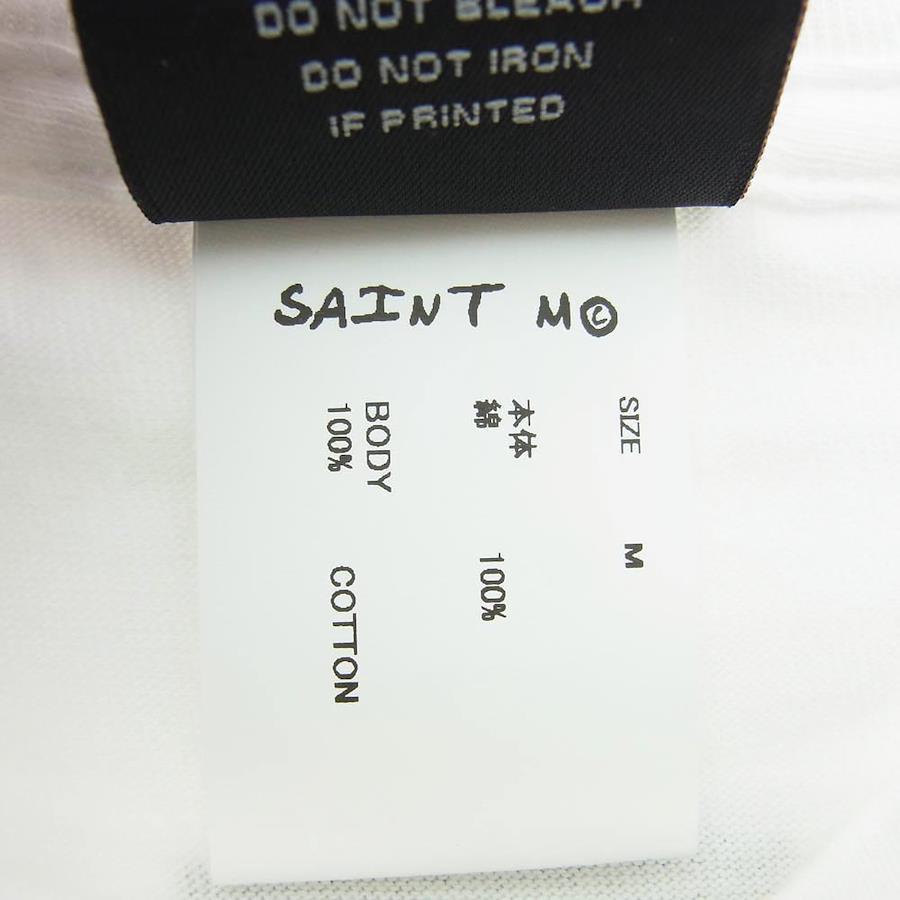 DO NOT BLEACH
DO NOT IRON
IF PRINTED
SAINT M©
SIZE M
本体
綿 100%
BODY
100% COTTON